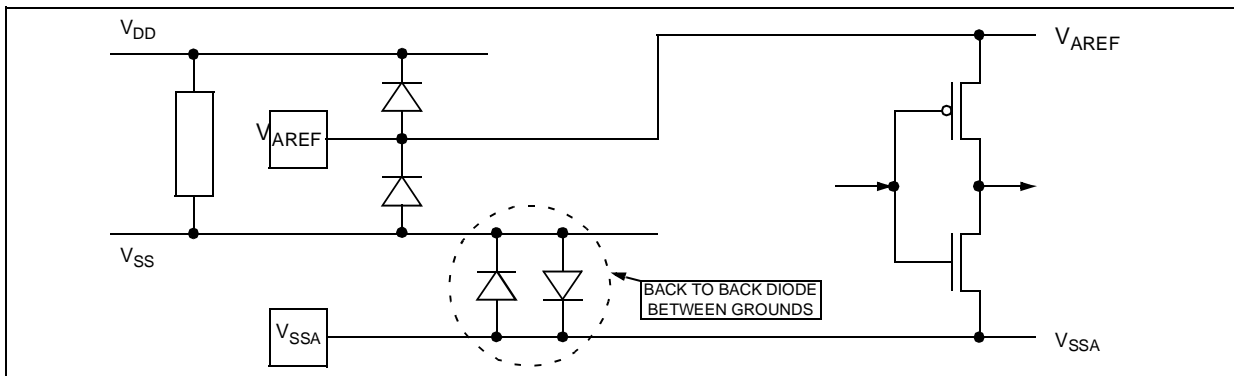 VDD
VAREF
VAREF
VSS
BACK TO BACK DIODE
BETWEEN GROUNDS
VSSA
VSSA